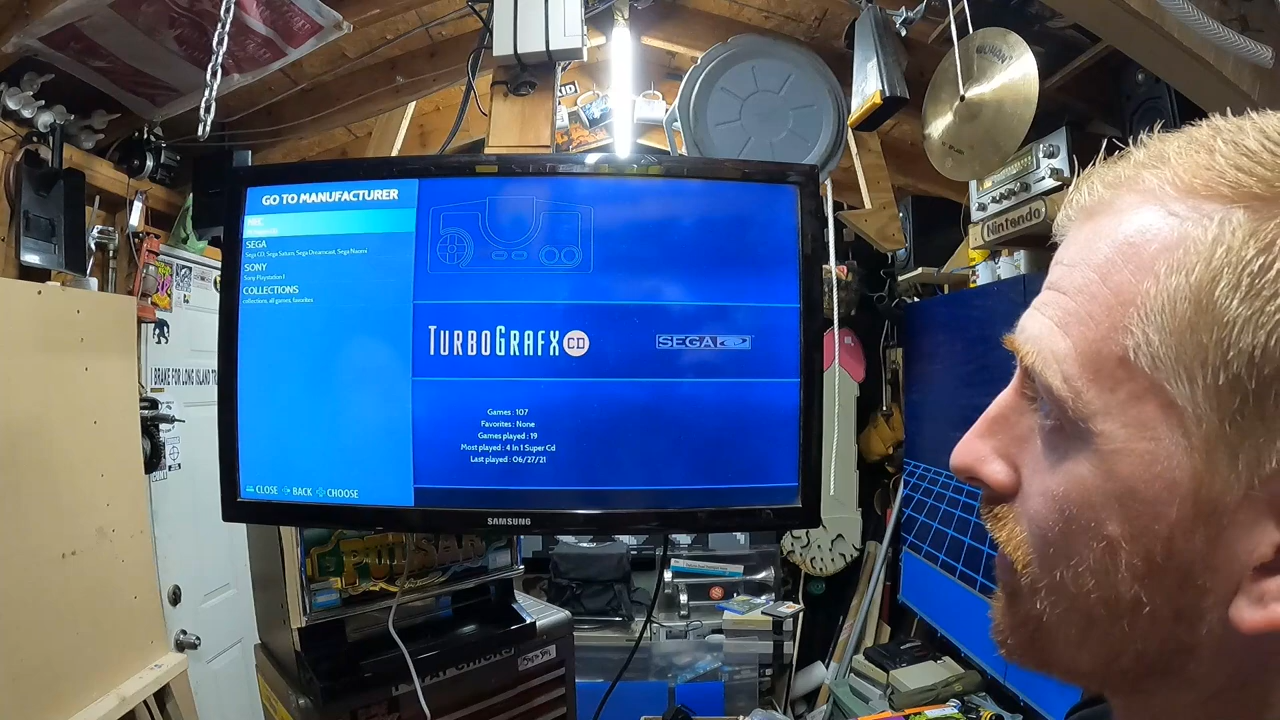 GO TO MANUFACTURER
NEC
SEGA
Sega CD, Sega Saturn, Sega Dreamcast, Sega Naomi
SONY
Sony Playstation 1
COLLECTIONS
collections, all games, favorites
TURBOGRAFX CD
SEGA CD
Games : 107
Favorites : None
Games played : 19
Most played : 4 In 1 Super Cd
Last played : 06/27/21
CLOSE BACK CHOOSE
SAMSUNG
Nintendo
I BRAKE FOR LONG ISLAND